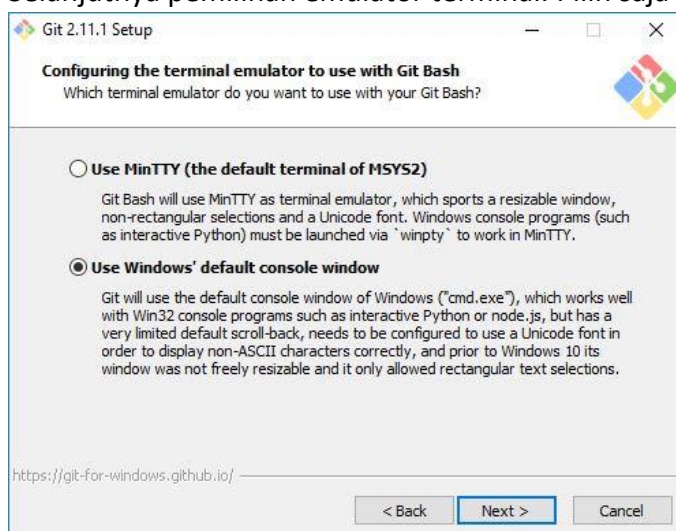 Selanjutnya pemilihan emulator terminal. Pilih saja
Git 2.11.1 Setup
Configuring the terminal emulator to use with Git Bash
Which terminal emulator do you want to use with your Git Bash?
Use MinTTY (the default terminal of MSYS2)
Git Bash will use MinTTY as terminal emulator, which sports a resizable window,
non-rectangular selections and a Unicode font. Windows console programs (such
as interactive Python) must be launched via `winpty` to work in MinTTY.
Use Windows' default console window
Git will use the default console window of Windows ("cmd.exe"), which works well
with Win32 console programs such as interactive Python or node.js, but has a
very limited default scroll-back, needs to be configured to use a Unicode font in
order to display non-ASCII characters correctly, and prior to Windows 10 its
window was not freely resizable and it only allowed rectangular text selections.
https://git-for-windows.github.io/
< Back Next > Cancel